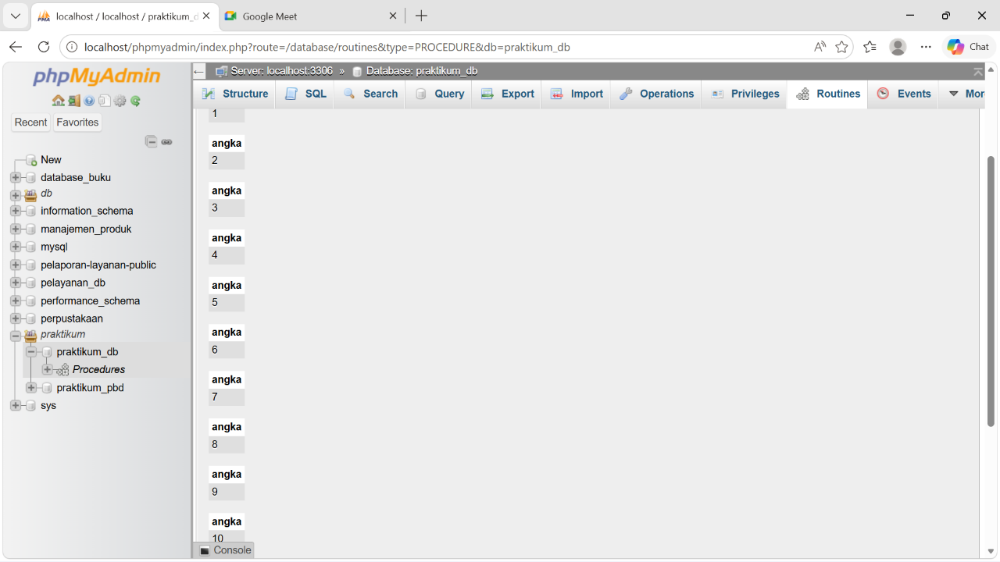 localhost / localhost / praktikum_d
Google Meet
localhost/phpmyadmin/index.php?route=/database/routines&type=PROCEDURE&db=praktikum_db
Chat
phpMyAdmin
Recent
Favorites
New
database_buku
db
information_schema
manajemen_produk
mysql
pelaporan-layanan-public
pelayanan_db
performance_schema
perpustakaan
praktikum
praktikum_db
Procedures
praktikum_pbd
sys
Server: localhost:3306 » Database: praktikum_db
Structure
SQL
Search
Query
Export
Import
Operations
Privileges
Routines
Events
Mor
1
angka
2
angka
3
angka
4
angka
5
angka
6
angka
7
angka
8
angka
9
angka
10
Console